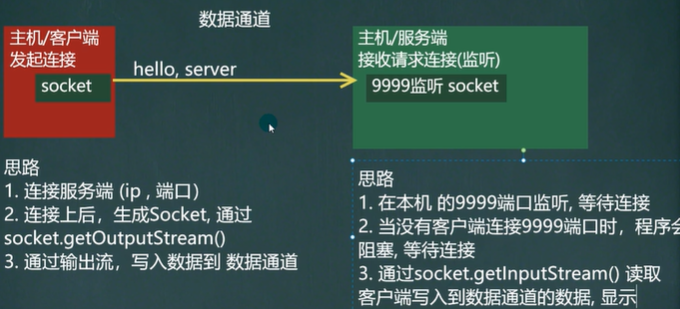 数据通道
主机/客户端
发起连接
socket
hello, server
主机/服务端
接收请求连接(监听)
9999监听 socket
思路
1. 连接服务端 (ip , 端口)
2. 连接上后，生成Socket, 通过
socket.getOutputStream()
3. 通过输出流，写入数据到 数据通道
思路
1. 在本机 的9999端口监听, 等待连接
2. 当没有客户端连接9999端口时，程序会
阻塞, 等待连接
3. 通过socket.getInputStream() 读取
客户端写入到数据通道的数据, 显示